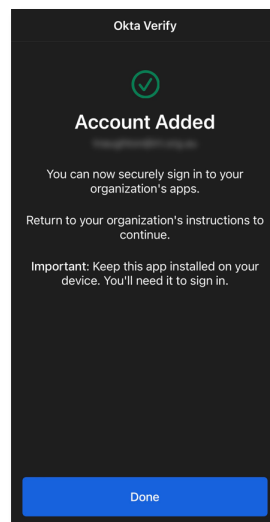 Okta Verify
Account Added
You can now securely sign in to your
organization's apps.
Return to your organization's instructions to
continue.
Important: Keep this app installed on your
device. You'll need it to sign in.
Done